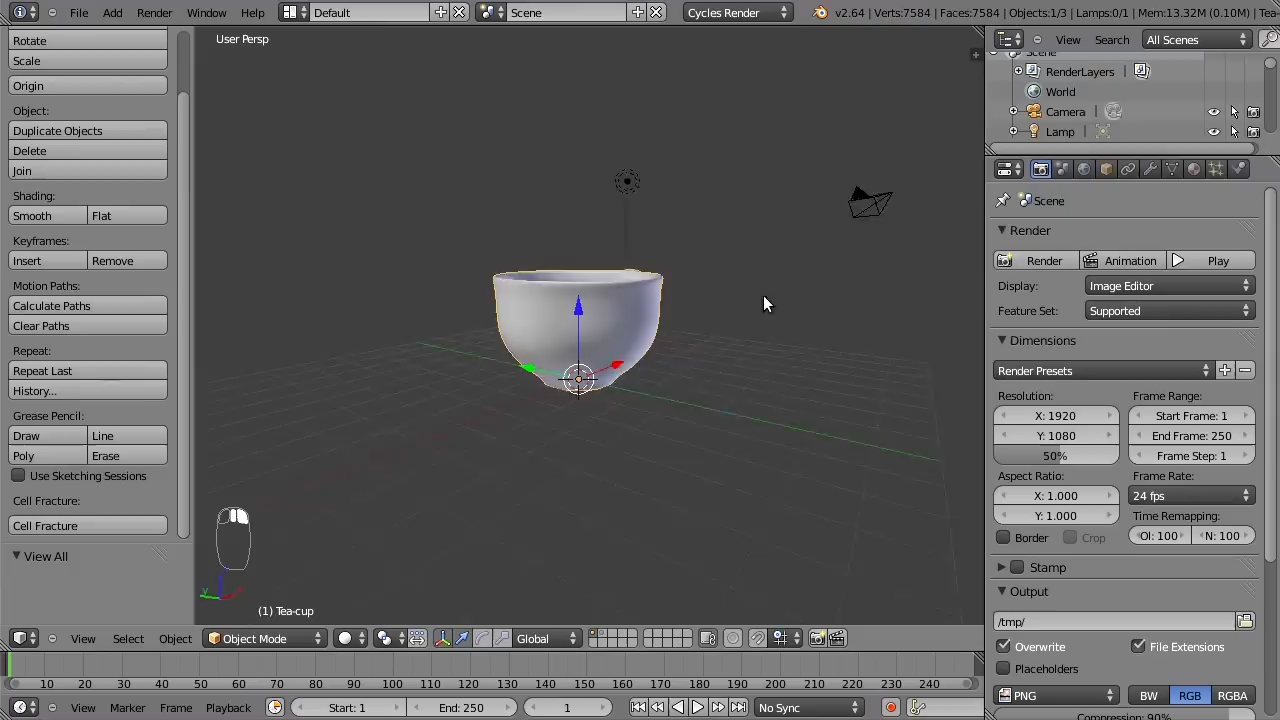 File Add Render Window Help Default Scene Cycles Render v2.64 | Verts:7584 | Faces:7584 | Objects:1/3 | Lamps:0/1 | Mem:13.32M (0.10M) | Tea-
Rotate
Scale
Origin
Object:
Duplicate Objects
Delete
Join
Shading:
Smooth Flat
Keyframes:
Insert Remove
Motion Paths:
Calculate Paths
Clear Paths
Repeat:
Repeat Last
History...
Grease Pencil:
Draw Line
Poly Erase
Use Sketching Sessions
Cell Fracture:
Cell Fracture
View All
User Persp
(1) Tea-cup
y
View Select Object Object Mode Global
View Search All Scenes
Scene
RenderLayers
World
Camera
Lamp
Scene
Render
Render Animation Play
Display: Image Editor
Feature Set: Supported
Dimensions
Render Presets
Resolution: Frame Range:
X: 1920 Start Frame: 1
Y: 1080 End Frame: 250
50% Frame Step: 1
Aspect Ratio: Frame Rate:
X: 1.000 24 fps
Y: 1.000 Time Remapping:
Border Crop Ol: 100 N: 100
Stamp
Output
/tmp/
Overwrite File Extensions
Placeholders
PNG BW RGB RGBA
Compression: 90%
0 10 20 30 40 50 60 70 80 90 100 110 120 130 140 150 160 170 180 190 200 210 220 230 240
View Marker Frame Playback Start: 1 End: 250 1 No Sync